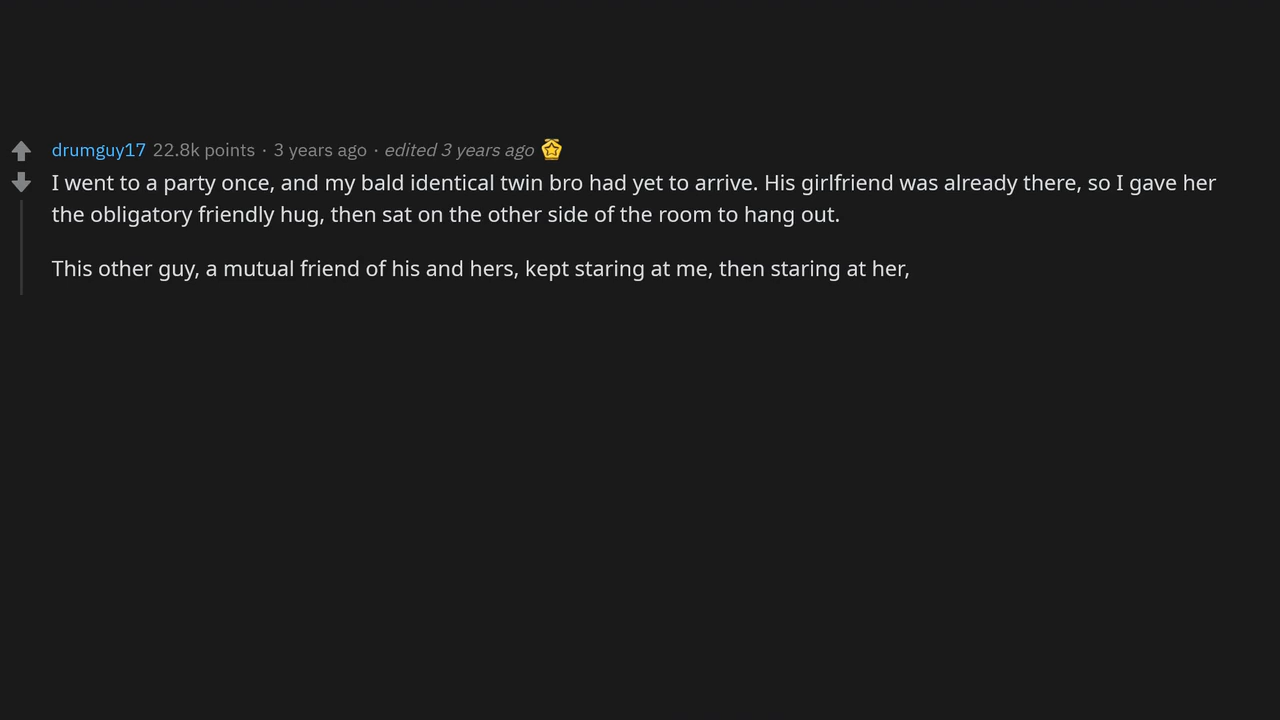 drumguy17 22.8k points · 3 years ago · edited 3 years ago
I went to a party once, and my bald identical twin bro had yet to arrive. His girlfriend was already there, so I gave her
the obligatory friendly hug, then sat on the other side of the room to hang out.
This other guy, a mutual friend of his and hers, kept staring at me, then staring at her,